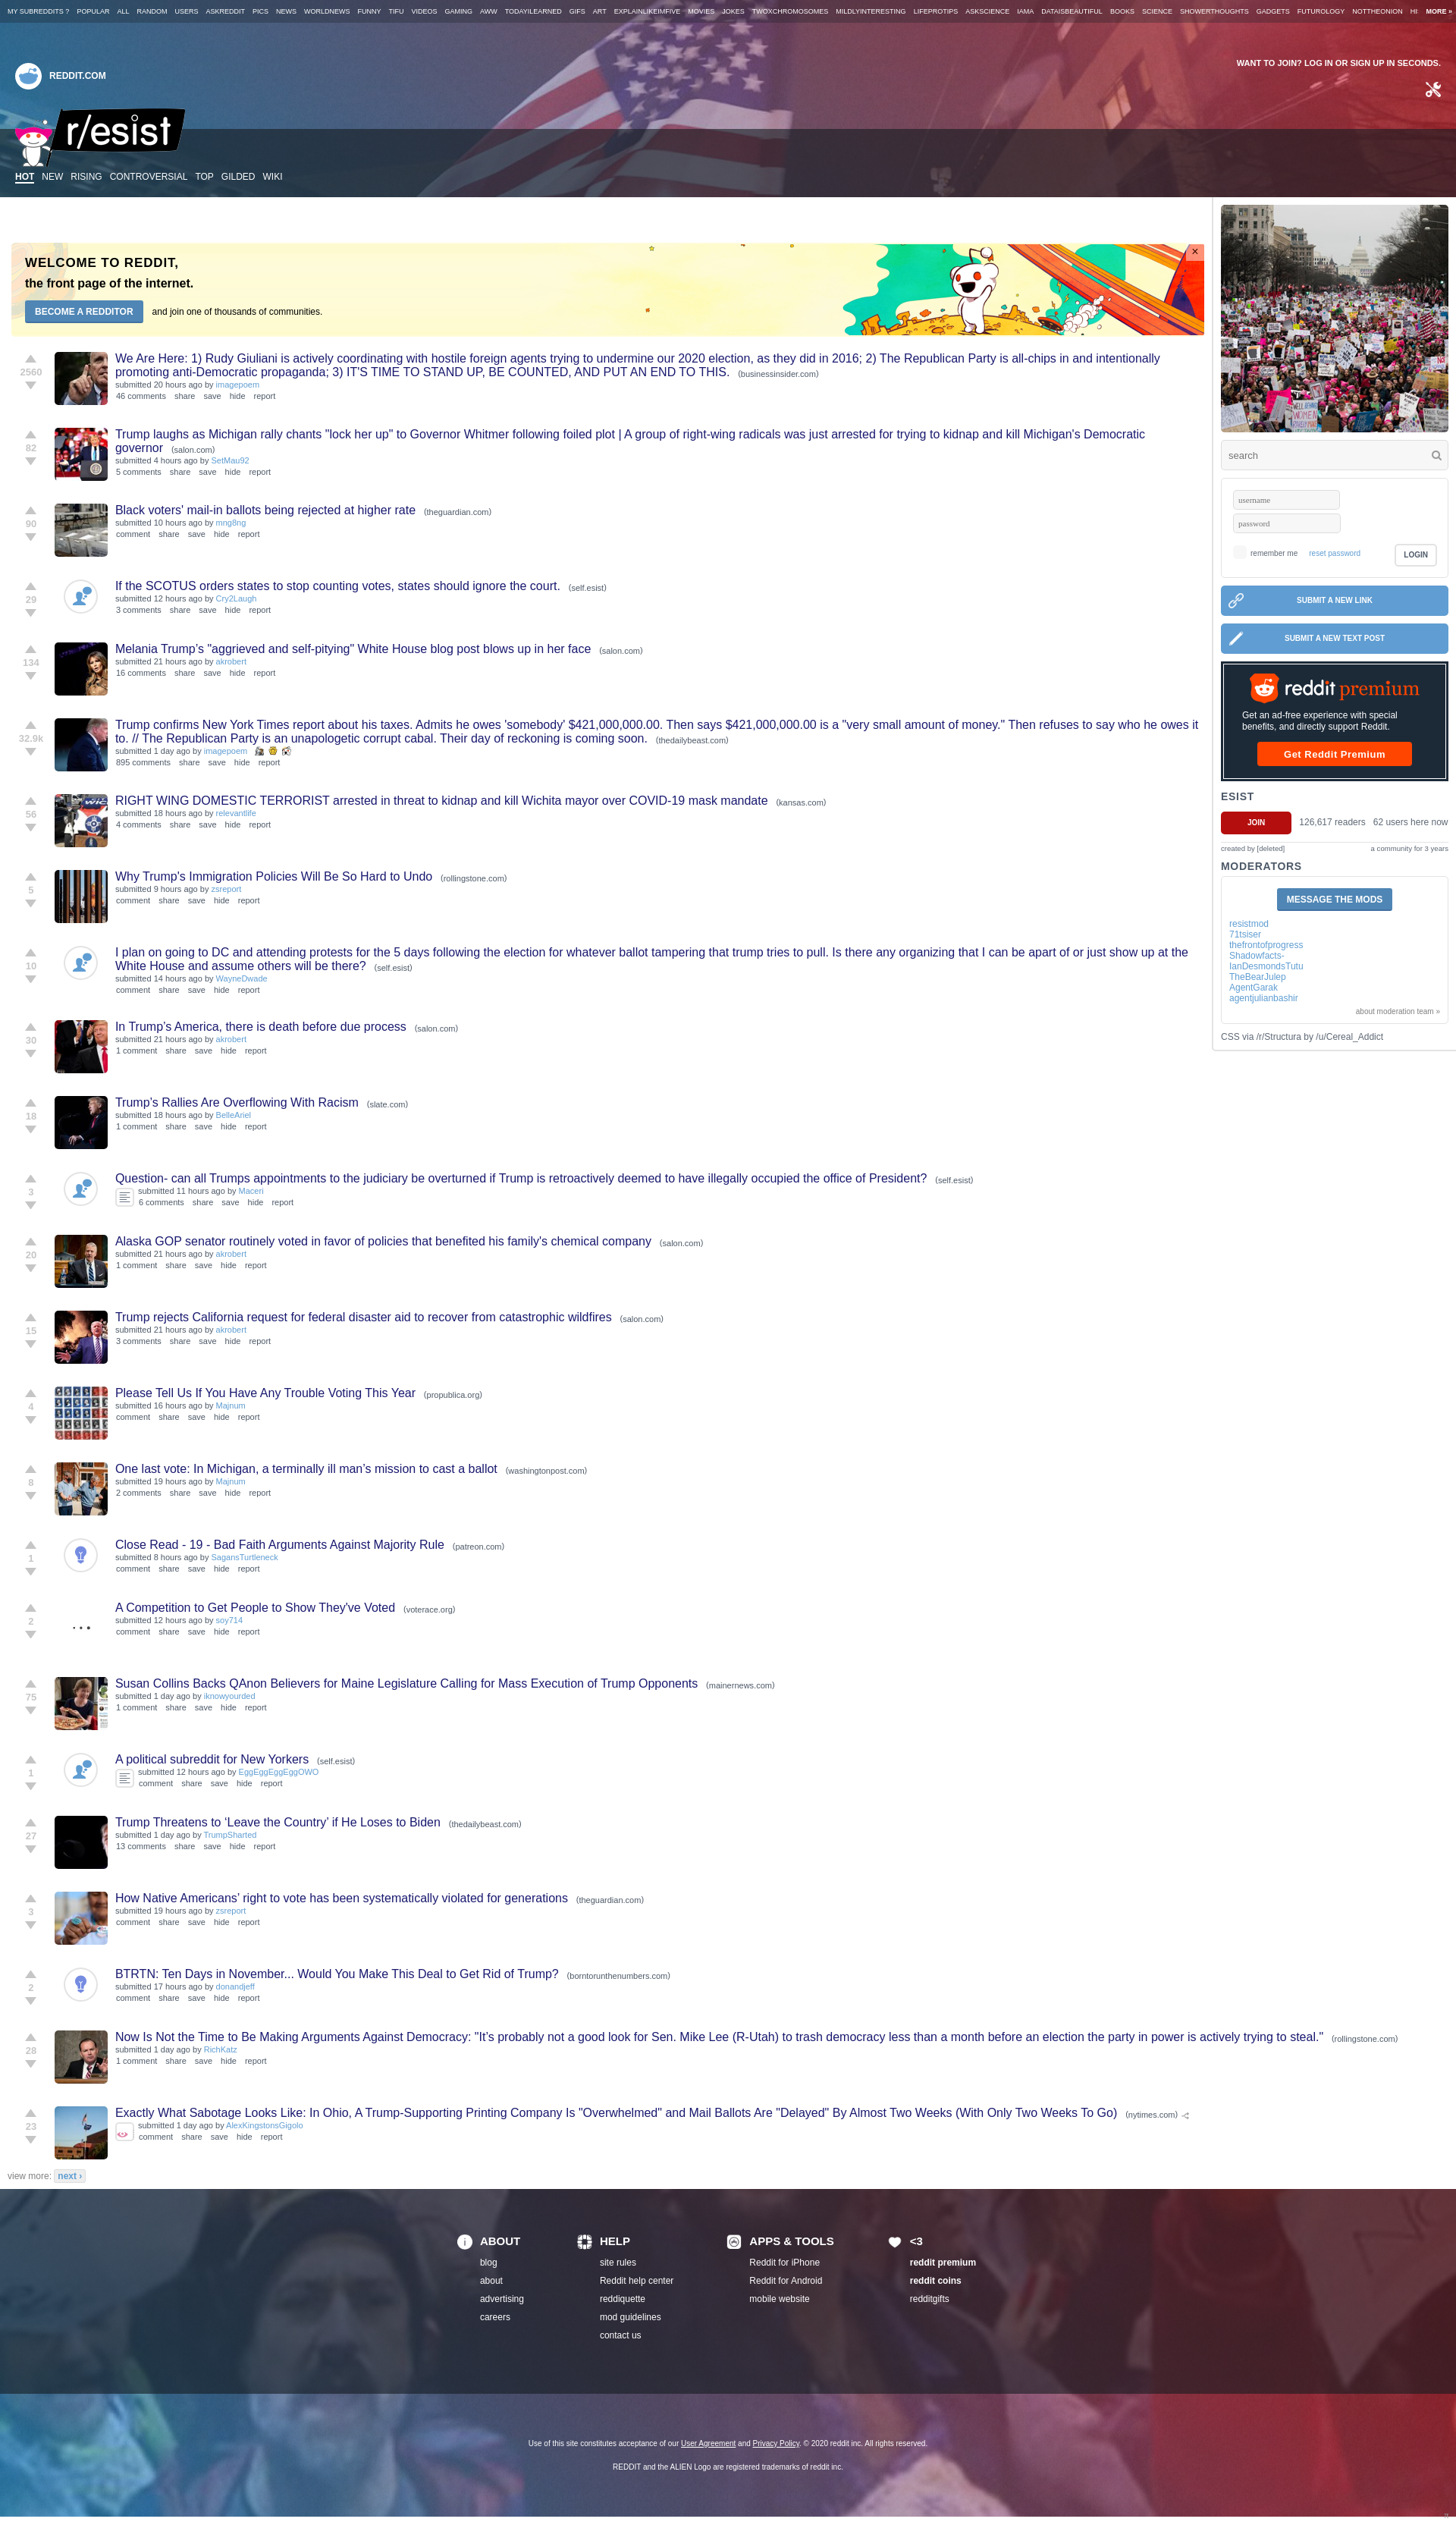 MY SUBREDDITS ? POPULAR ALL RANDOM USERS ASKREDDIT PICS NEWS WORLDNEWS FUNNY TIFU VIDEOS GAMING AWW TODAYILEARNED GIFS ART EXPLAINLIKEIMFIVE MOVIES JOKES TWOXCHROMOSOMES MILDLYINTERESTING LIFEPROTIPS ASKSCIENCE IAMA DATAISBEAUTIFUL BOOKS SCIENCE SHOWERTHOUGHTS GADGETS FUTUROLOGY NOTTHEONION HI MORE »
WANT TO JOIN? LOG IN OR SIGN UP IN SECONDS.
REDDIT.COM
r/esist
HOT NEW RISING CONTROVERSIAL TOP GILDED WIKI
WELCOME TO REDDIT,
the front page of the internet.
BECOME A REDDITOR and join one of thousands of communities.
×
2560
We Are Here: 1) Rudy Giuliani is actively coordinating with hostile foreign agents trying to undermine our 2020 election, as they did in 2016; 2) The Republican Party is all-chips in and intentionally
promoting anti-Democratic propaganda; 3) IT'S TIME TO STAND UP, BE COUNTED, AND PUT AN END TO THIS. (businessinsider.com)
submitted 20 hours ago by imagepoem
46 comments share save hide report
82
Trump laughs as Michigan rally chants "lock her up" to Governor Whitmer following foiled plot | A group of right-wing radicals was just arrested for trying to kidnap and kill Michigan's Democratic
governor (salon.com)
submitted 4 hours ago by SetMau92
5 comments share save hide report
90
Black voters' mail-in ballots being rejected at higher rate (theguardian.com)
submitted 10 hours ago by mng8ng
comment share save hide report
29
If the SCOTUS orders states to stop counting votes, states should ignore the court. (self.esist)
submitted 12 hours ago by Cry2Laugh
3 comments share save hide report
134
Melania Trump's "aggrieved and self-pitying" White House blog post blows up in her face (salon.com)
submitted 21 hours ago by akrobert
16 comments share save hide report
32.9k
Trump confirms New York Times report about his taxes. Admits he owes 'somebody' $421,000,000.00. Then says $421,000,000.00 is a "very small amount of money." Then refuses to say who he owes it
to. // The Republican Party is an unapologetic corrupt cabal. Their day of reckoning is coming soon. (thedailybeast.com)
submitted 1 day ago by imagepoem
895 comments share save hide report
56
RIGHT WING DOMESTIC TERRORIST arrested in threat to kidnap and kill Wichita mayor over COVID-19 mask mandate (kansas.com)
submitted 18 hours ago by relevantlife
4 comments share save hide report
5
Why Trump's Immigration Policies Will Be So Hard to Undo (rollingstone.com)
submitted 9 hours ago by zsreport
comment share save hide report
10
I plan on going to DC and attending protests for the 5 days following the election for whatever ballot tampering that trump tries to pull. Is there any organizing that I can be apart of or just show up at the
White House and assume others will be there? (self.esist)
submitted 14 hours ago by WayneDwade
comment share save hide report
30
In Trump's America, there is death before due process (salon.com)
submitted 21 hours ago by akrobert
1 comment share save hide report
18
Trump's Rallies Are Overflowing With Racism (slate.com)
submitted 18 hours ago by BelleAriel
1 comment share save hide report
3
Question- can all Trumps appointments to the judiciary be overturned if Trump is retroactively deemed to have illegally occupied the office of President? (self.esist)
submitted 11 hours ago by Maceri
6 comments share save hide report
20
Alaska GOP senator routinely voted in favor of policies that benefited his family's chemical company (salon.com)
submitted 21 hours ago by akrobert
1 comment share save hide report
15
Trump rejects California request for federal disaster aid to recover from catastrophic wildfires (salon.com)
submitted 21 hours ago by akrobert
3 comments share save hide report
4
Please Tell Us If You Have Any Trouble Voting This Year (propublica.org)
submitted 16 hours ago by Majnum
comment share save hide report
8
One last vote: In Michigan, a terminally ill man's mission to cast a ballot (washingtonpost.com)
submitted 19 hours ago by Majnum
2 comments share save hide report
1
Close Read - 19 - Bad Faith Arguments Against Majority Rule (patreon.com)
submitted 8 hours ago by SagansTurtleneck
comment share save hide report
2
A Competition to Get People to Show They've Voted (voterace.org)
submitted 12 hours ago by soy714
comment share save hide report
75
Susan Collins Backs QAnon Believers for Maine Legislature Calling for Mass Execution of Trump Opponents (mainernews.com)
submitted 1 day ago by iknowyourded
1 comment share save hide report
1
A political subreddit for New Yorkers (self.esist)
submitted 12 hours ago by EggEggEggEggOWO
comment share save hide report
27
Trump Threatens to ‘Leave the Country’ if He Loses to Biden (thedailybeast.com)
submitted 1 day ago by TrumpSharted
13 comments share save hide report
3
How Native Americans’ right to vote has been systematically violated for generations (theguardian.com)
submitted 19 hours ago by zsreport
comment share save hide report
2
BTRTN: Ten Days in November... Would You Make This Deal to Get Rid of Trump? (borntorunthenumbers.com)
submitted 17 hours ago by donandjeff
comment share save hide report
28
Now Is Not the Time to Be Making Arguments Against Democracy: "It's probably not a good look for Sen. Mike Lee (R-Utah) to trash democracy less than a month before an election the party in power is actively trying to steal." (rollingstone.com)
submitted 1 day ago by RichKatz
1 comment share save hide report
23
Exactly What Sabotage Looks Like: In Ohio, A Trump-Supporting Printing Company Is "Overwhelmed" and Mail Ballots Are "Delayed" By Almost Two Weeks (With Only Two Weeks To Go) (nytimes.com)
submitted 1 day ago by AlexKingstonsGigolo
comment share save hide report
view more: next ›
search
username
password
remember me reset password LOGIN
SUBMIT A NEW LINK
SUBMIT A NEW TEXT POST
reddit premium
Get an ad-free experience with special
benefits, and directly support Reddit.
Get Reddit Premium
ESIST
JOIN 126,617 readers 62 users here now
created by [deleted] a community for 3 years
MODERATORS
MESSAGE THE MODS
resistmod
71tsiser
thefrontofprogress
Shadowfacts-
IanDesmondsTutu
TheBearJulep
AgentGarak
agentjulianbashir
about moderation team »
CSS via /r/Structura by /u/Cereal_Addict
ABOUT
blog
about
advertising
careers
HELP
site rules
Reddit help center
reddiquette
mod guidelines
contact us
APPS & TOOLS
Reddit for iPhone
Reddit for Android
mobile website
<3
reddit premium
reddit coins
redditgifts
Use of this site constitutes acceptance of our User Agreement and Privacy Policy. © 2020 reddit inc. All rights reserved.
REDDIT and the ALIEN Logo are registered trademarks of reddit inc.